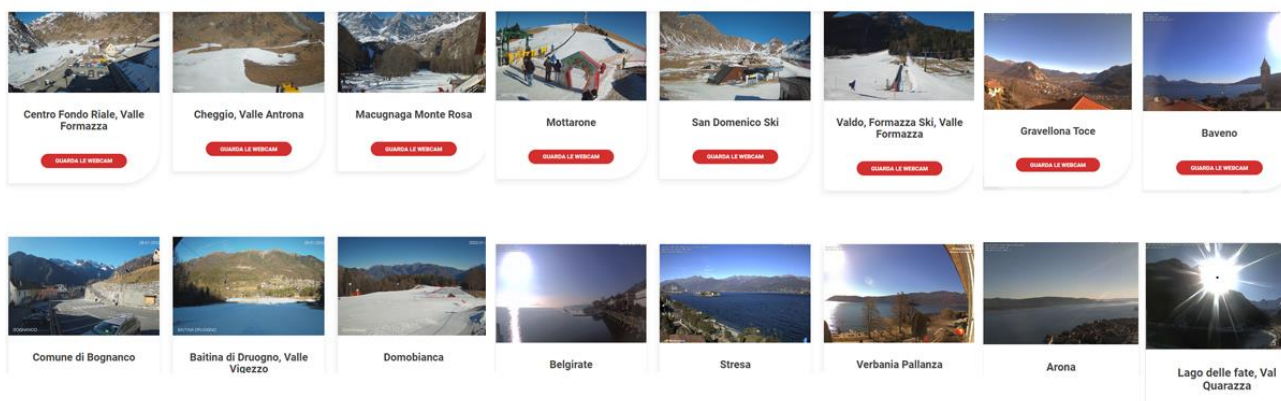 Centro Fondo Riale, Valle
Formazza
GUARDA LE WEBCAM
Cheggio, Valle Antrona
GUARDA LE WEBCAM
Macugnaga Monte Rosa
GUARDA LE WEBCAM
Mottarone
GUARDA LE WEBCAM
San Domenico Ski
GUARDA LE WEBCAM
Valdo, Formazza Ski, Valle
Formazza
GUARDA LE WEBCAM
Gravellona Toce
GUARDA LE WEBCAM
Baveno
GUARDA LE WEBCAM
BOGNANCO
Comune di Bognanco
BAITINA DRUOGNO
Baitina di Druogno, Valle
Vigezzo
Domobianca
Belgirate
Stresa
Verbania Pallanza
Arona
Lago delle fate, Val
Quarazza